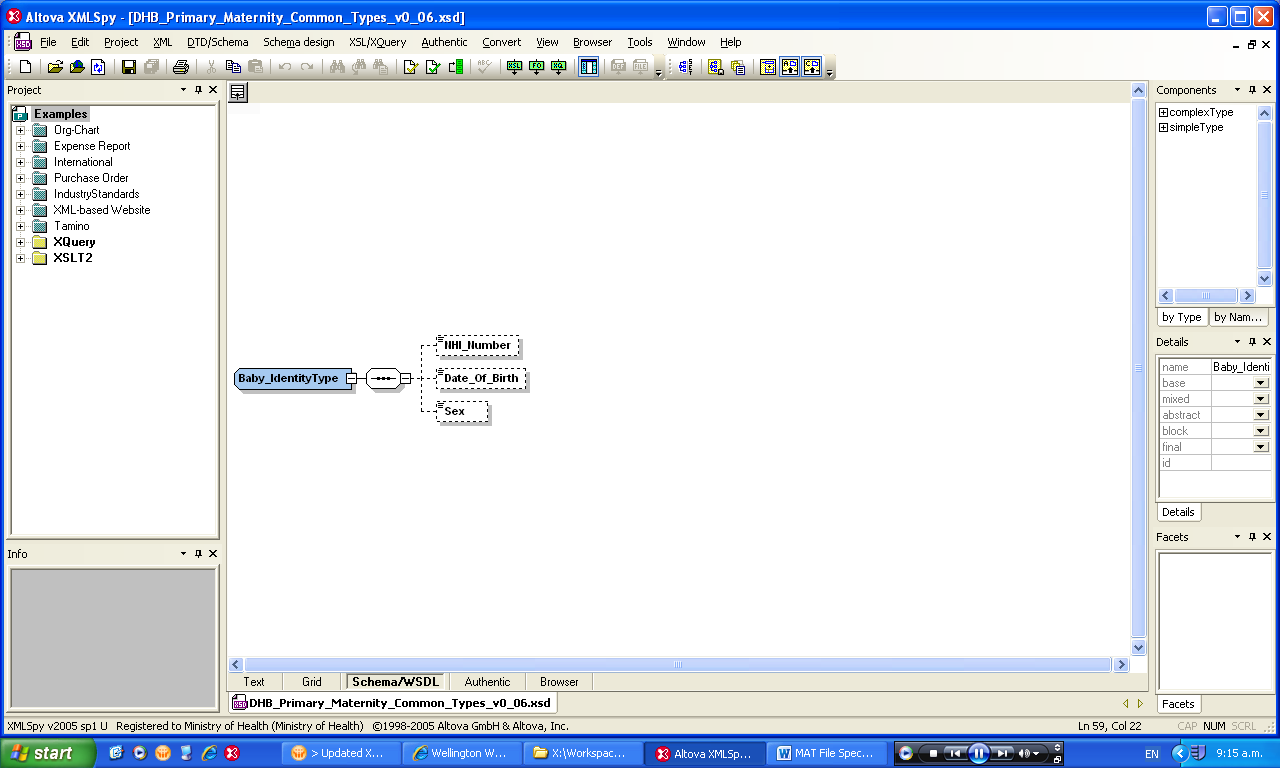 Altova XMLSpy - [DHB_Primary_Maternity_Common_Types_v0_06.xsd]
File Edit Project XML DTD/Schema Schema design XSL/XQuery Authentic Convert View Browser Tools Window Help
Project
Examples
Org-Chart
Expense Report
International
Purchase Order
IndustryStandards
XML-based Website
Tamino
XQuery
XSLT2
Info
Baby_IdentityType
NHI_Number
Date_Of_Birth
Sex
Text Grid Schema/WSDL Authentic Browser
DHB_Primary_Maternity_Common_Types_v0_06.xsd
Components
complexType
simpleType
by Type by Nam...
Details
name Baby_Identi
base
mixed
abstract
block
final
id
Details
Facets
Facets
XMLSpy v2005 sp1 U Registered to Ministry of Health (Ministry of Health) ©1998-2005 Altova GmbH & Altova, Inc. Ln 59, Col 22 CAP NUM SCRL
start > Updated X... Wellington W... X:\Workspac... Altova XMLSp... MAT File Spec... EN 9:15 a.m.